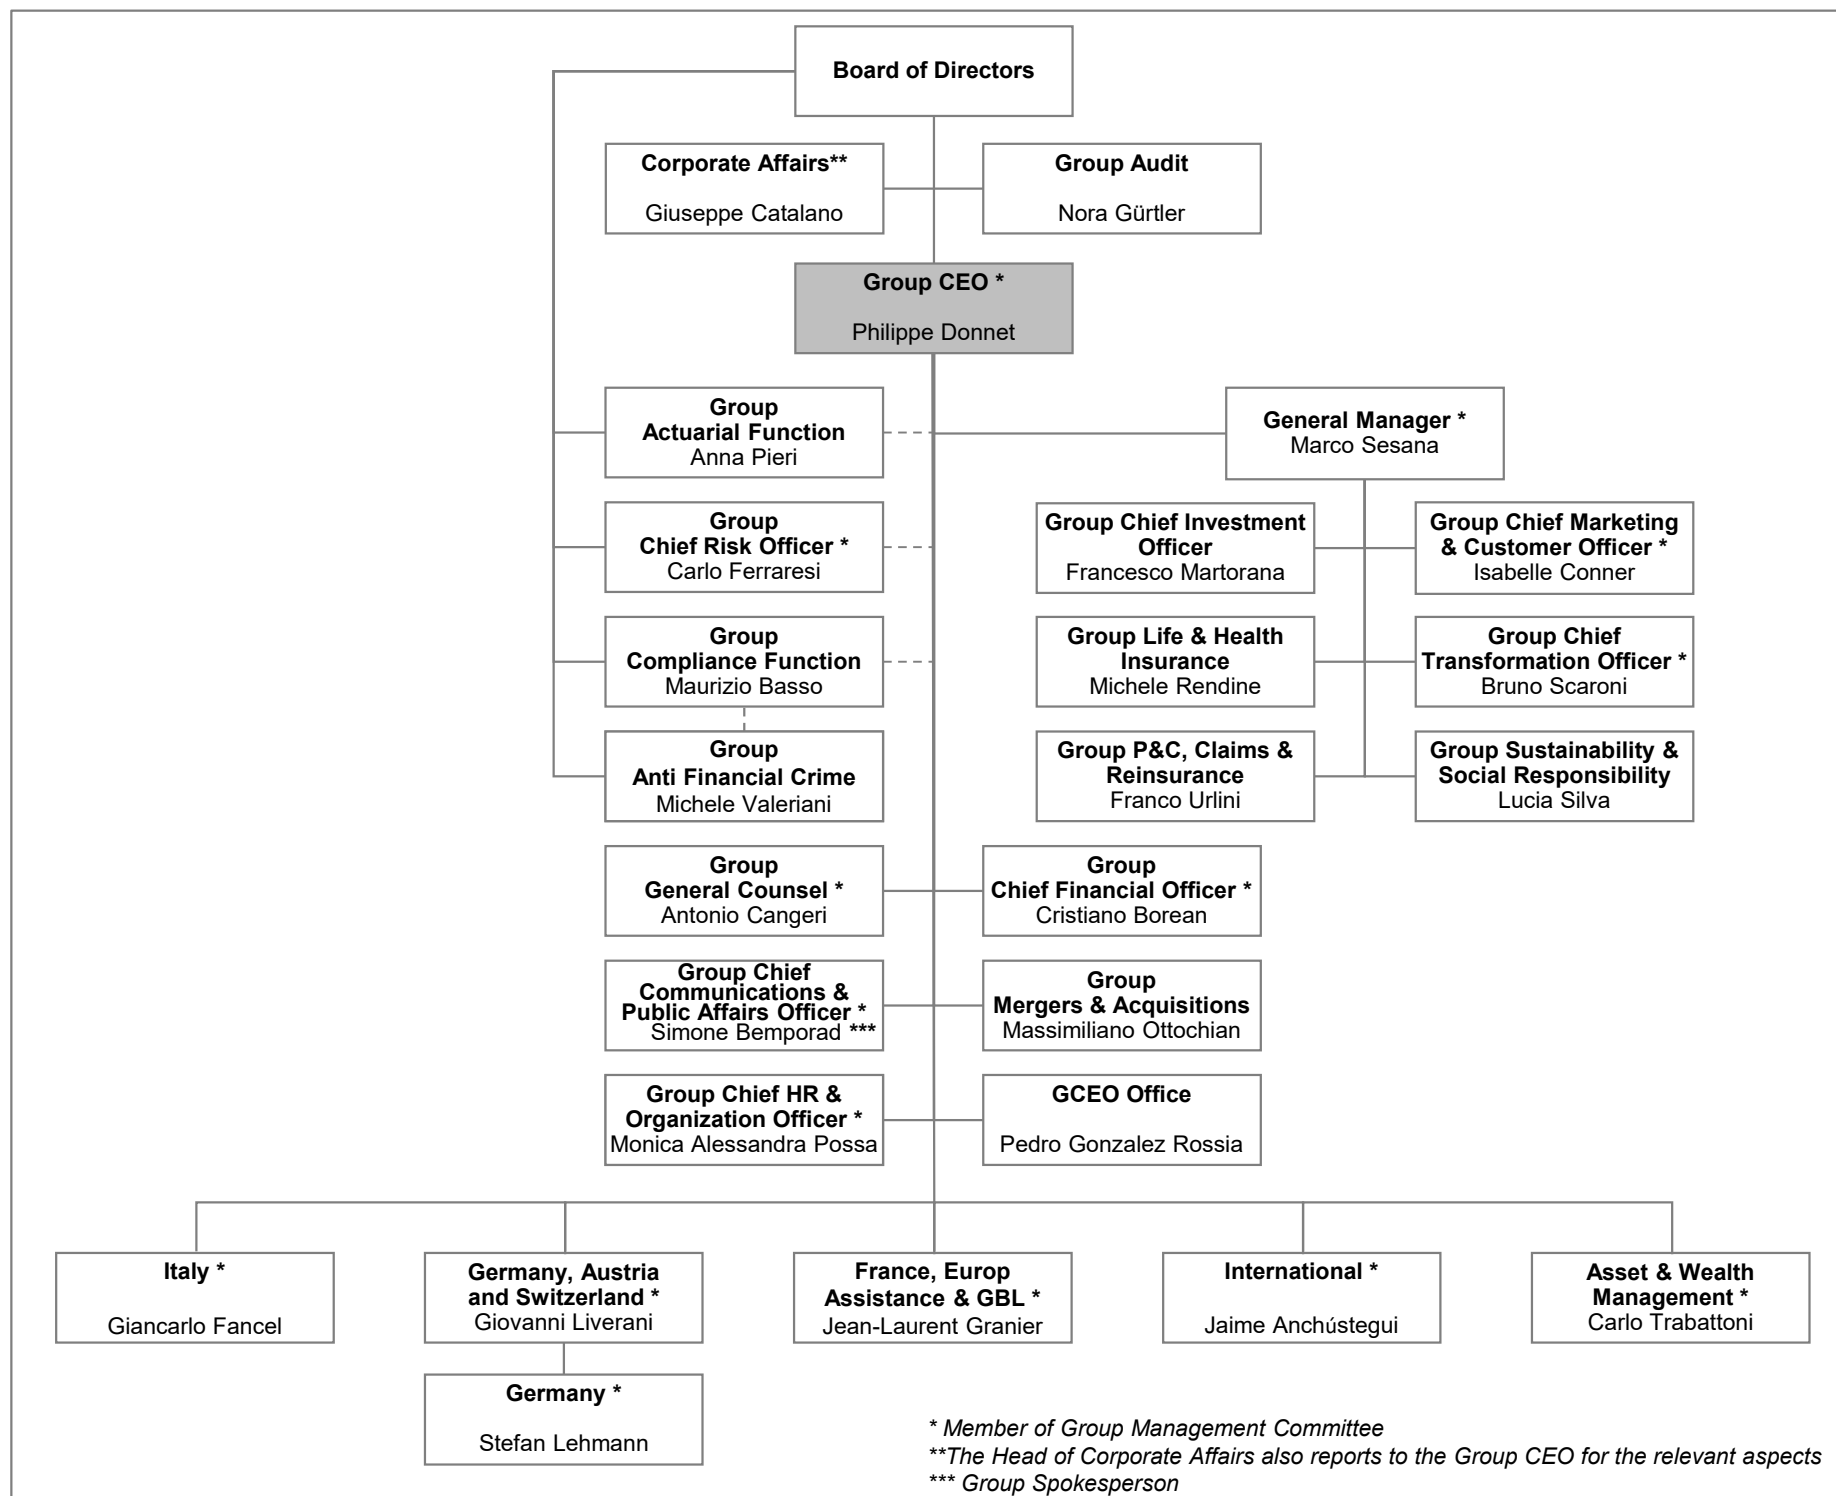 Board of Directors
Corporate Affairs**
Giuseppe Catalano
Group Audit
Nora Gürtler
Group CEO *
Philippe Donnet
Group
Actuarial Function
Anna Pieri
General Manager *
Marco Sesana
Group
Chief Risk Officer *
Carlo Ferraresi
Group Chief Investment
Officer
Francesco Martorana
Group Chief Marketing
& Customer Officer *
Isabelle Conner
Group
Compliance Function
Maurizio Basso
Group Life & Health
Insurance
Michele Rendine
Group Chief
Transformation Officer *
Bruno Scaroni
Group
Anti Financial Crime
Michele Valeriani
Group P&C, Claims &
Reinsurance
Franco Urlini
Group Sustainability &
Social Responsibility
Lucia Silva
Group
General Counsel *
Antonio Cangeri
Group
Chief Financial Officer *
Cristiano Borean
Group Chief
Communications &
Public Affairs Officer *
Simone Bemporad ***
Group
Mergers & Acquisitions
Massimiliano Ottochian
Group Chief HR &
Organization Officer *
Monica Alessandra Possa
GCEO Office
Pedro Gonzalez Rossia
Italy *
Giancarlo Fancel
Germany, Austria
and Switzerland *
Giovanni Liverani
France, Europ
Assistance & GBL *
Jean-Laurent Granier
International *
Jaime Anchústegui
Asset & Wealth
Management *
Carlo Trabattoni
Germany *
Stefan Lehmann
* Member of Group Management Committee
**The Head of Corporate Affairs also reports to the Group CEO for the relevant aspects
*** Group Spokesperson